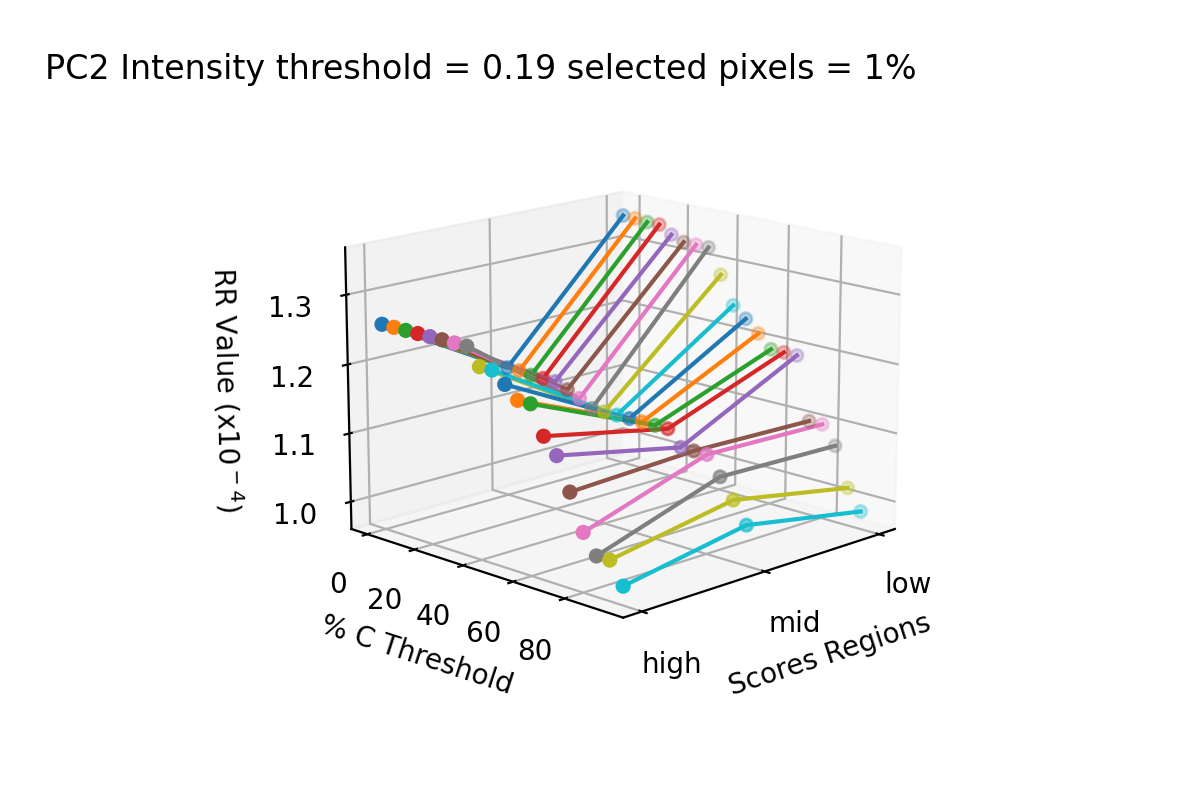 PC2 Intensity threshold = 0.19 selected pixels = 1%
RR Value (x10⁻⁴)
1.3
1.2
1.1
1.0
0
20
40
60
80
% C Threshold
high
mid
low
Scores Regions